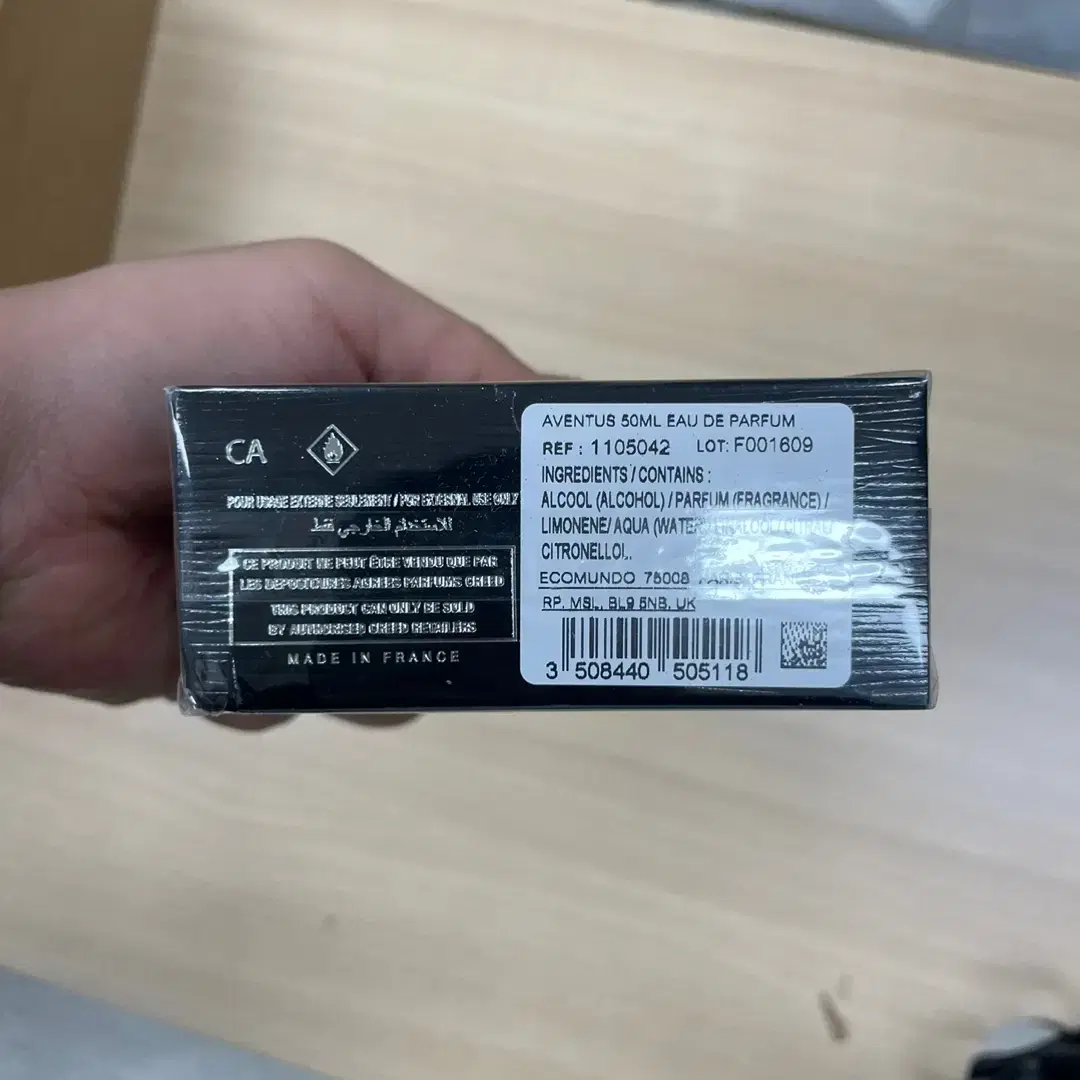 CA
POUR USAGE EXTERNE SEULEMENT / FOR EXTERNAL USE ONLY
للاستعمال الخارجي فقط
CE PRODUIT NE PEUT ÊTRE VENDU QUE PAR
LES DEPOSITAIRES AGREES PARFUMS CREED
THIS PRODUCT CAN ONLY BE SOLD
BY AUTHORISED CREED RETAILERS
MADE IN FRANCE
AVENTUS 50ML EAU DE PARFUM
REF : 1105042 LOT: F001609
INGREDIENTS / CONTAINS :
ALCOOL (ALCOHOL) / PARFUM (FRAGRANCE) /
LIMONENE/ AQUA (WATER
CITRONELLOL.
ECOMUNDO 75008 PARIS
RP. MSL. BL9 5NB. UK
3 508440 505118